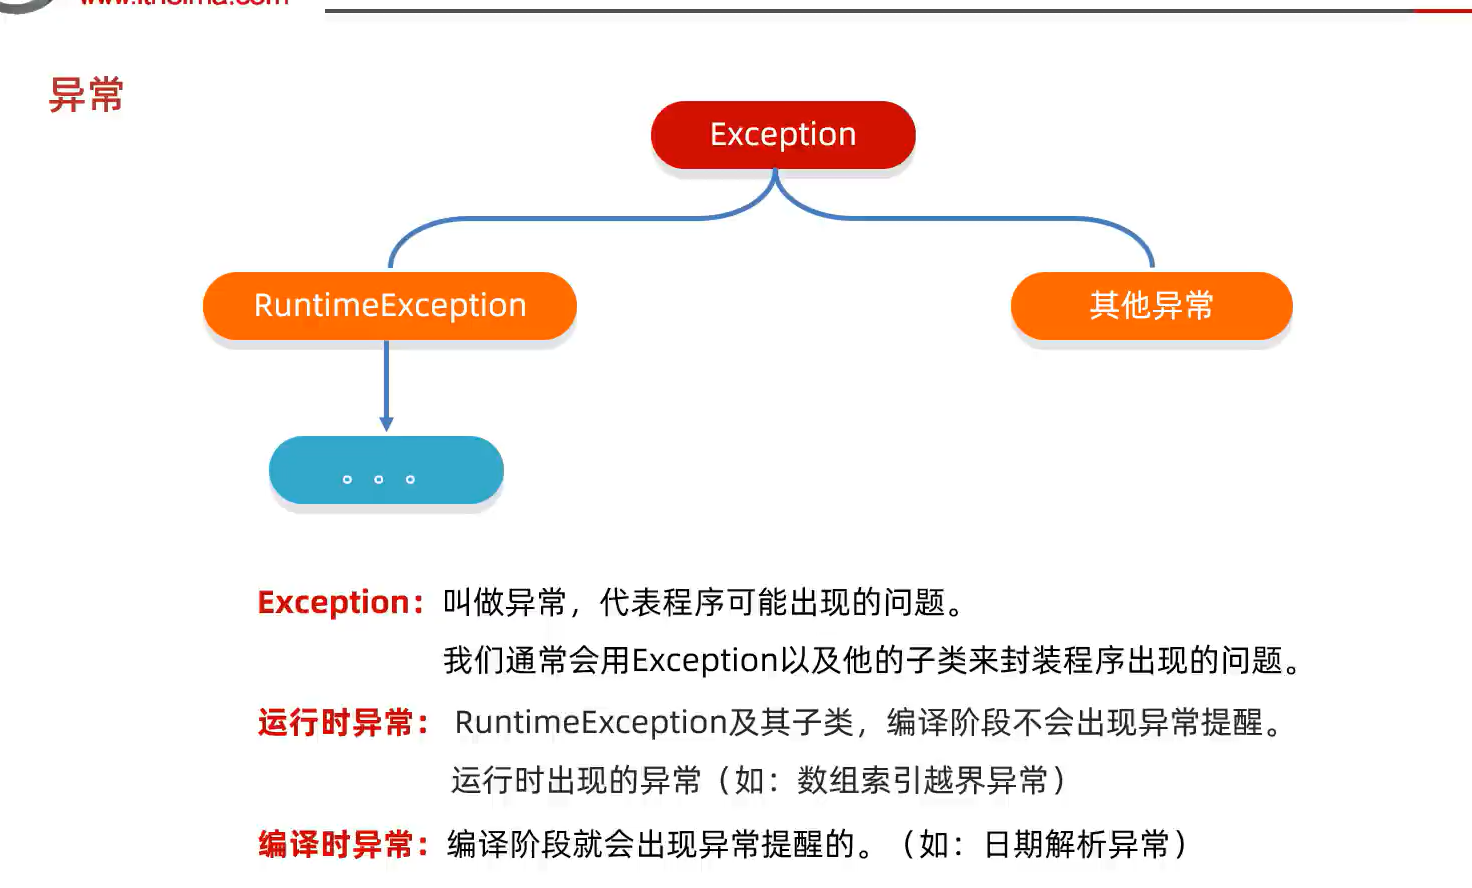 www.itheima.com
异常
Exception
RuntimeException
其他异常
。。。
Exception：叫做异常，代表程序可能出现的问题。
我们通常会用Exception以及他的子类来封装程序出现的问题。
运行时异常：RuntimeException及其子类，编译阶段不会出现异常提醒。
运行时出现的异常（如：数组索引越界异常）
编译时异常：编译阶段就会出现异常提醒的。（如：日期解析异常）